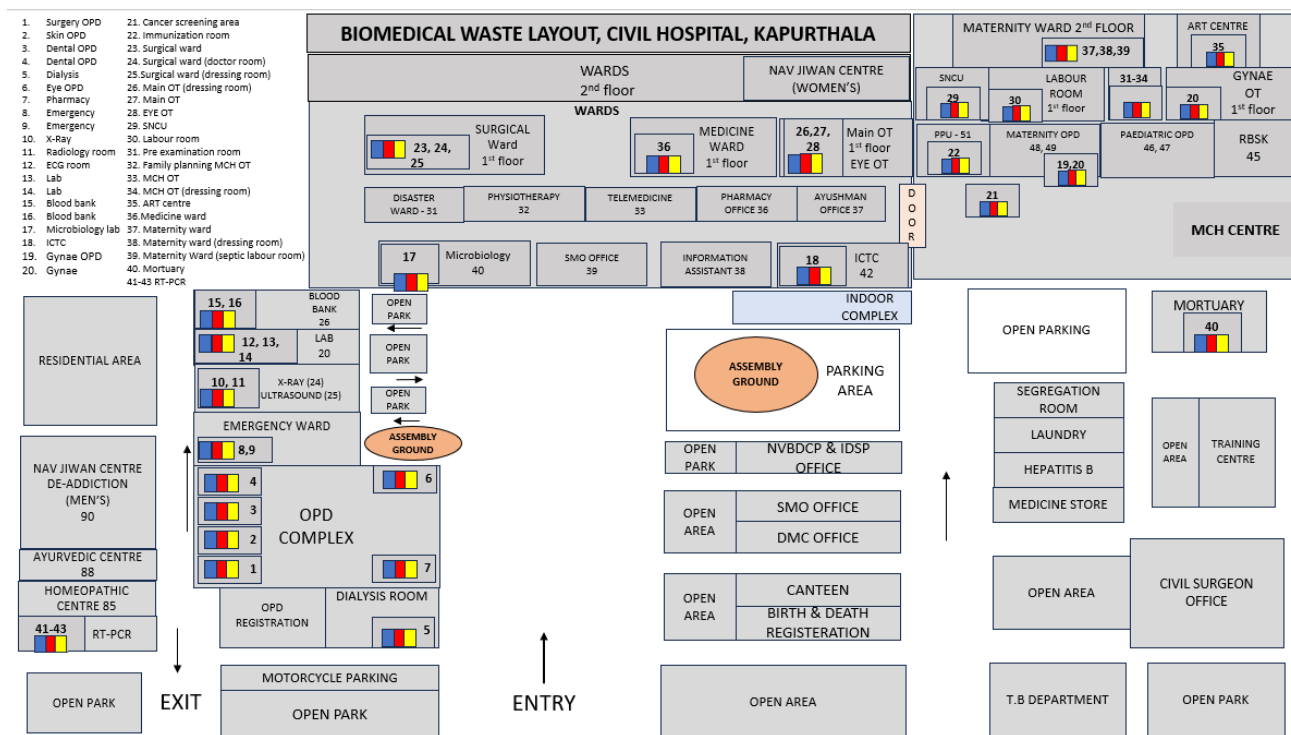 BIOMEDICAL WASTE LAYOUT, CIVIL HOSPITAL, KAPURTHALA
1. Surgery OPD
2. Skin OPD
3. Dental OPD
4. Dental OPD
5. Dialysis
6. Eye OPD
7. Pharmacy
8. Emergency
9. Emergency
10. X-Ray
11. Radiology room
12. ECG room
13. Lab
14. Lab
15. Blood bank
16. Blood bank
17. Microbiology lab
18. ICTC
19. Gynae OPD
20. Gynae
21. Cancer screening area
22. Immunization room
23. Surgical ward
24. Surgical ward (doctor room)
25.Surgical ward (dressing room)
26. Main OT (dressing room)
27. Main OT
28. EYE OT
29. SNCU
30. Labour room
31. Pre examination room
32. Family planning MCH OT
33. MCH OT
34. MCH OT (dressing room)
35. ART centre
36.Medicine ward
37. Maternity ward
38. Maternity ward (dressing room)
39. Maternity Ward (septic labour room)
40. Mortuary
41-43 RT-PCR
WARDS
2nd floor
NAV JIWAN CENTRE
(WOMEN'S)
WARDS
23, 24,
25
SURGICAL
Ward
1st floor
36
MEDICINE
WARD
1st floor
26,27,
28
Main OT
1st floor
EYE OT
DISASTER
WARD - 31
PHYSIOTHERAPY
32
TELEMEDICINE
33
PHARMACY
OFFICE 36
AYUSHMAN
OFFICE 37
DOOR
17
Microbiology
40
SMO OFFICE
39
INFORMATION
ASSISTANT 38
18
ICTC
42
MATERNITY WARD 2nd FLOOR
37,38,39
ART CENTRE
35
SNCU
29
LABOUR
ROOM
1st floor
30
31-34
GYNAE
OT
1st floor
20
PPU - 51
22
MATERNITY OPD
48, 49
19,20
PAEDIATRIC OPD
46, 47
RBSK
45
21
MCH CENTRE
INDOOR
COMPLEX
RESIDENTIAL AREA
15, 16
BLOOD
BANK
26
12, 13,
14
LAB
20
10, 11
X-RAY (24)
ULTRASOUND (25)
OPEN
PARK
OPEN
PARK
OPEN
PARK
EMERGENCY WARD
8,9
ASSEMBLY
GROUND
4
3
2
1
6
7
OPD
COMPLEX
OPD
REGISTRATION
DIALYSIS ROOM
5
MOTORCYCLE PARKING
OPEN PARK
NAV JIWAN CENTRE
DE-ADDICTION
(MEN'S)
90
AYURVEDIC CENTRE
88
HOMEOPATHIC
CENTRE 85
41-43
RT-PCR
OPEN PARK
EXIT
ENTRY
ASSEMBLY
GROUND
PARKING
AREA
OPEN
PARK
NVBDCP & IDSP
OFFICE
OPEN
AREA
SMO OFFICE
DMC OFFICE
OPEN
AREA
CANTEEN
BIRTH & DEATH
REGISTERATION
OPEN AREA
OPEN PARKING
MORTUARY
40
SEGREGATION
ROOM
LAUNDRY
HEPATITIS B
MEDICINE STORE
OPEN
AREA
TRAINING
CENTRE
OPEN AREA
CIVIL SURGEON
OFFICE
T.B DEPARTMENT
OPEN PARK